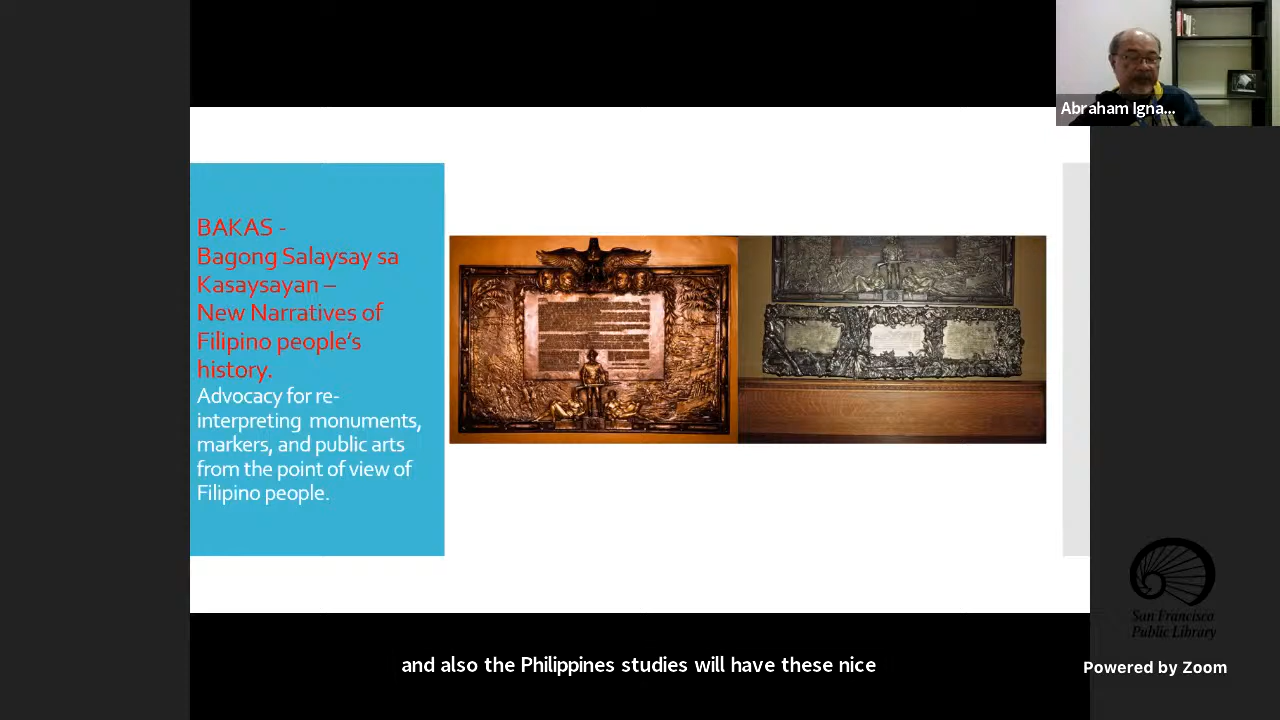 Abraham Igna...
BAKAS -
Bagong Salaysay sa
Kasaysayan –
New Narratives of
Filipino people's
history.
Advocacy for re-
interpreting monuments,
markers, and public arts
from the point of view of
Filipino people.
San Francisco
Public Library
and also the Philippines studies will have these nice
Powered by Zoom